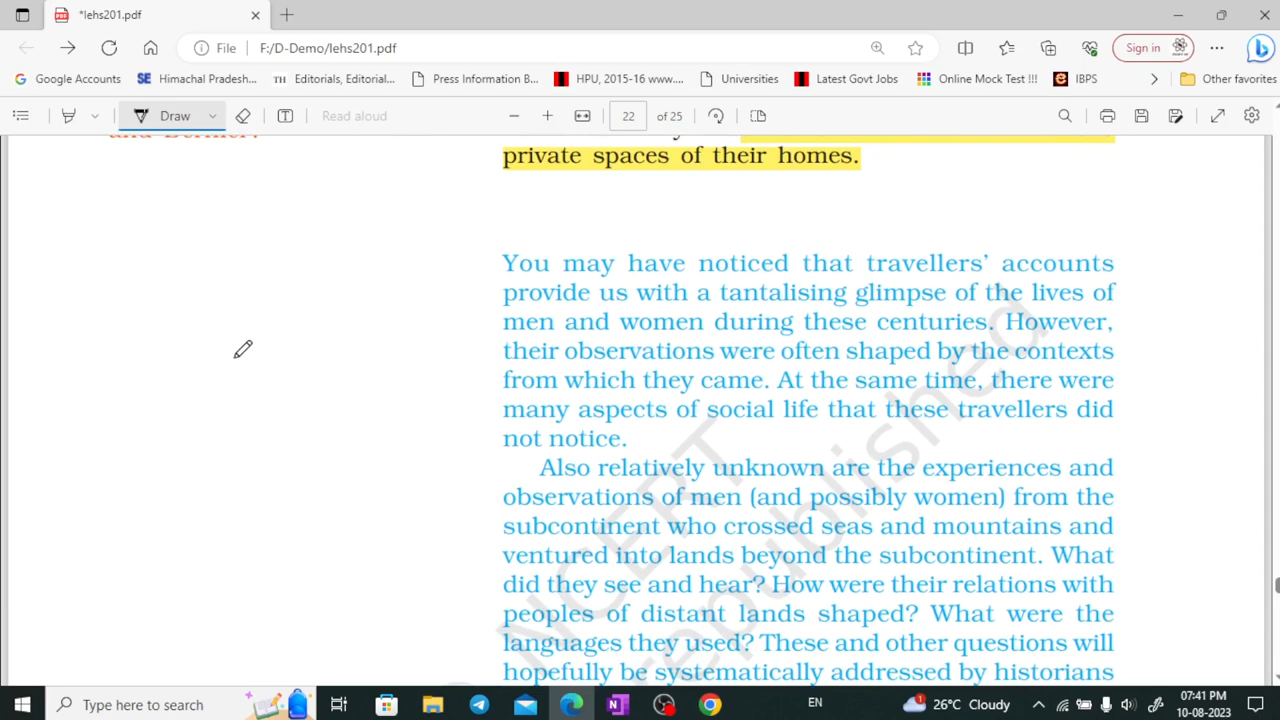 *lehs201.pdf
File F:/D-Demo/lehs201.pdf Sign in
Google Accounts SE Himachal Pradesh... TH Editorials, Editorial... Press Information B... HPU, 2015-16 www.... Universities Latest Govt Jobs Online Mock Test !!! IBPS Other favorites
Draw Read aloud 22 of 25
and Bernier?
private spaces of their homes.
You may have noticed that travellers’ accounts
provide us with a tantalising glimpse of the lives of
men and women during these centuries. However,
their observations were often shaped by the contexts
from which they came. At the same time, there were
many aspects of social life that these travellers did
not notice.
Also relatively unknown are the experiences and
observations of men (and possibly women) from the
subcontinent who crossed seas and mountains and
ventured into lands beyond the subcontinent. What
did they see and hear? How were their relations with
peoples of distant lands shaped? What were the
languages they used? These and other questions will
hopefully be systematically addressed by historians
NCERT
republished
Type here to search EN 1 26°C Cloudy 07:41 PM
10-08-2023